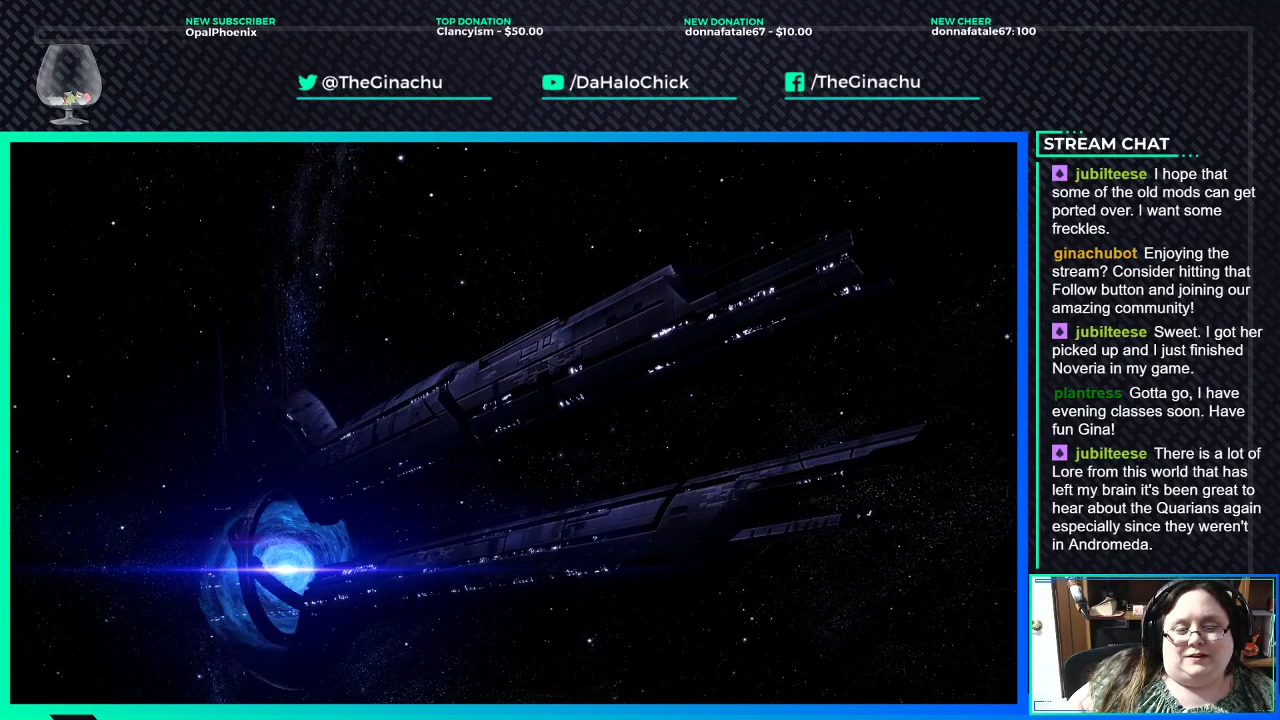 NEW SUBSCRIBER
OpalPhoenix
TOP DONATION
Clancyism ~ $50.00
NEW DONATION
donnafatale67 ~ $10.00
NEW CHEER
donnafatale67: 100
@TheGinachu
/DaHaloChick
/TheGinachu
STREAM CHAT
jubilteese I hope that
some of the old mods can get
ported over. I want some
freckles.
ginachubot Enjoying the
stream? Consider hitting that
Follow button and joining our
amazing community!
jubilteese Sweet. I got her
picked up and I just finished
Noveria in my game.
plantress Gotta go, I have
evening classes soon. Have
fun Gina!
jubilteese There is a lot of
Lore from this world that has
left my brain it's been great to
hear about the Quarians again
especially since they weren't
in Andromeda.